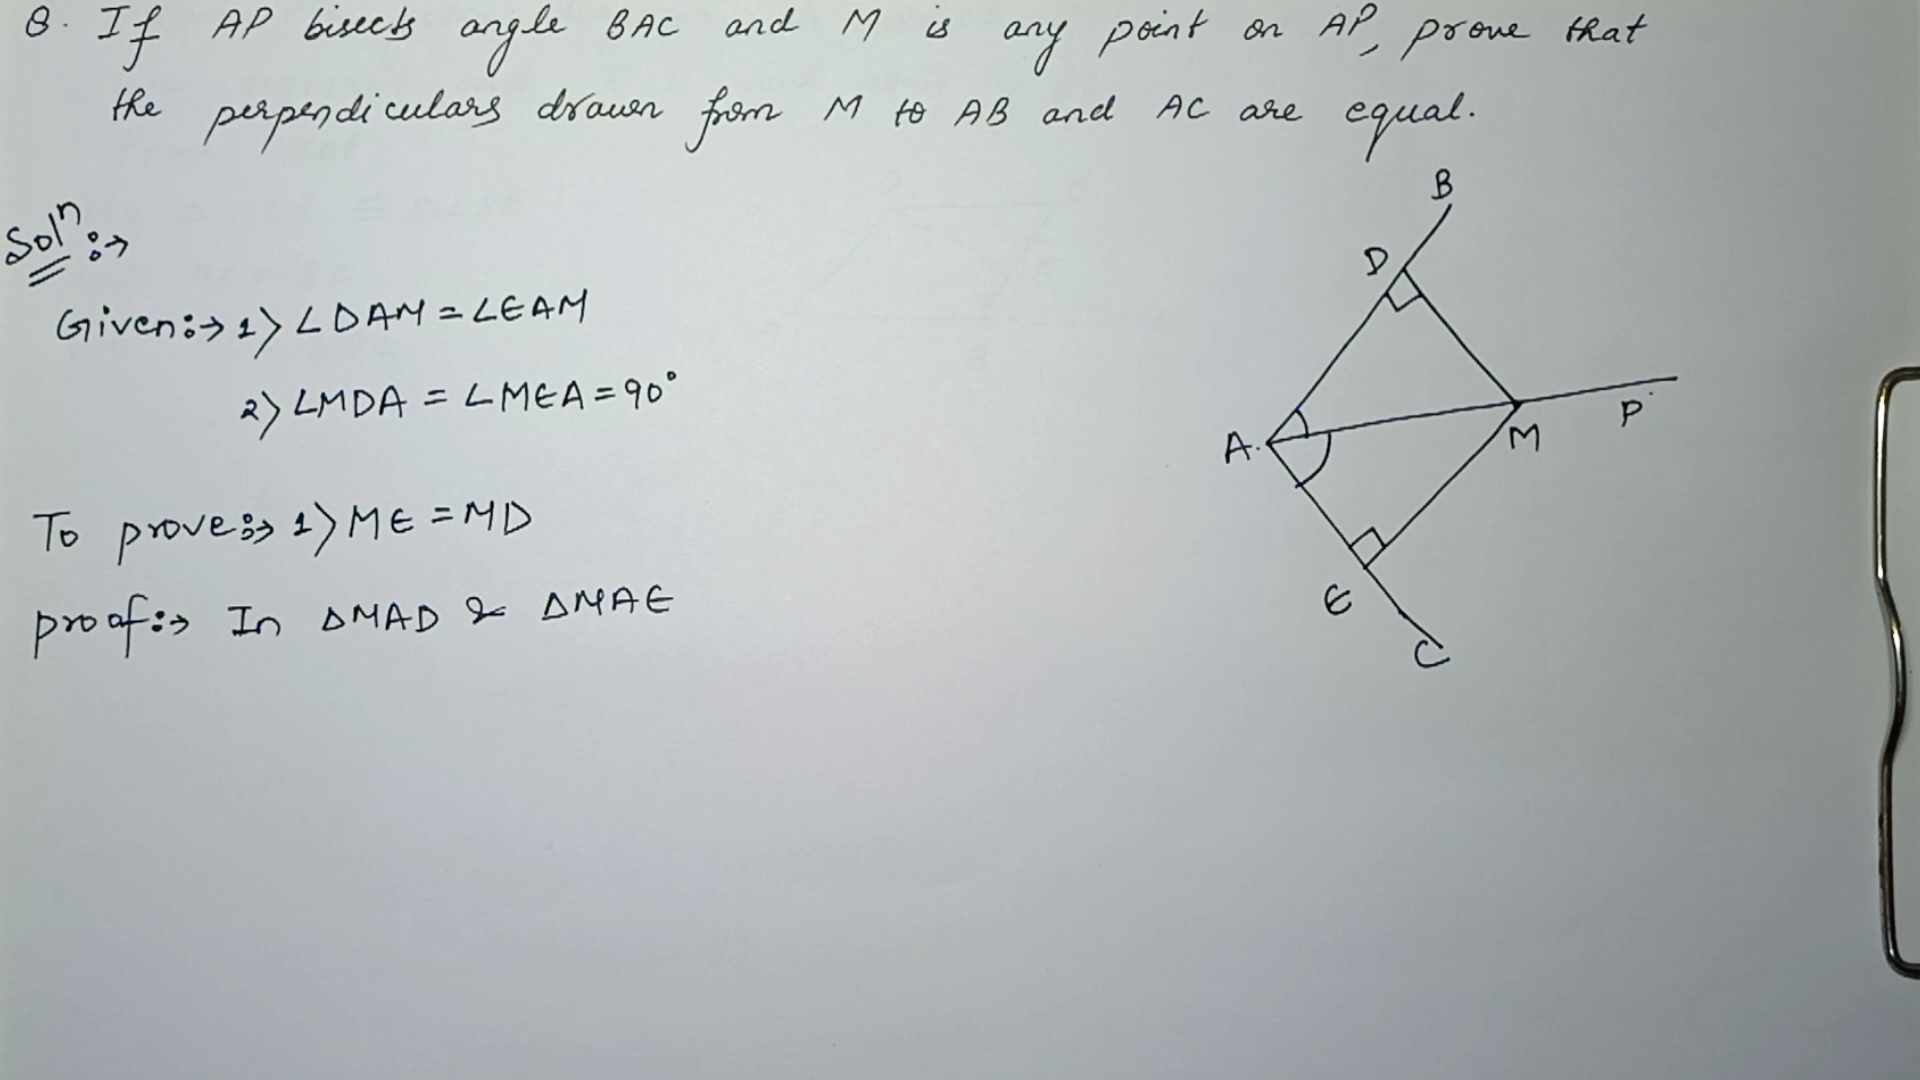 Q. If AP bisects angle BAC and M is any point on AP, prove that
the perpendiculars drawn from M to AB and AC are equal.
Solⁿ:→
Given:→ 1) ∠DAM = ∠EAM
2) ∠MDA = ∠MEA = 90°
To prove:→ 1) ME = MD
proof:→ In ΔMAD & ΔMAE
B
D
A
M
P
E
C